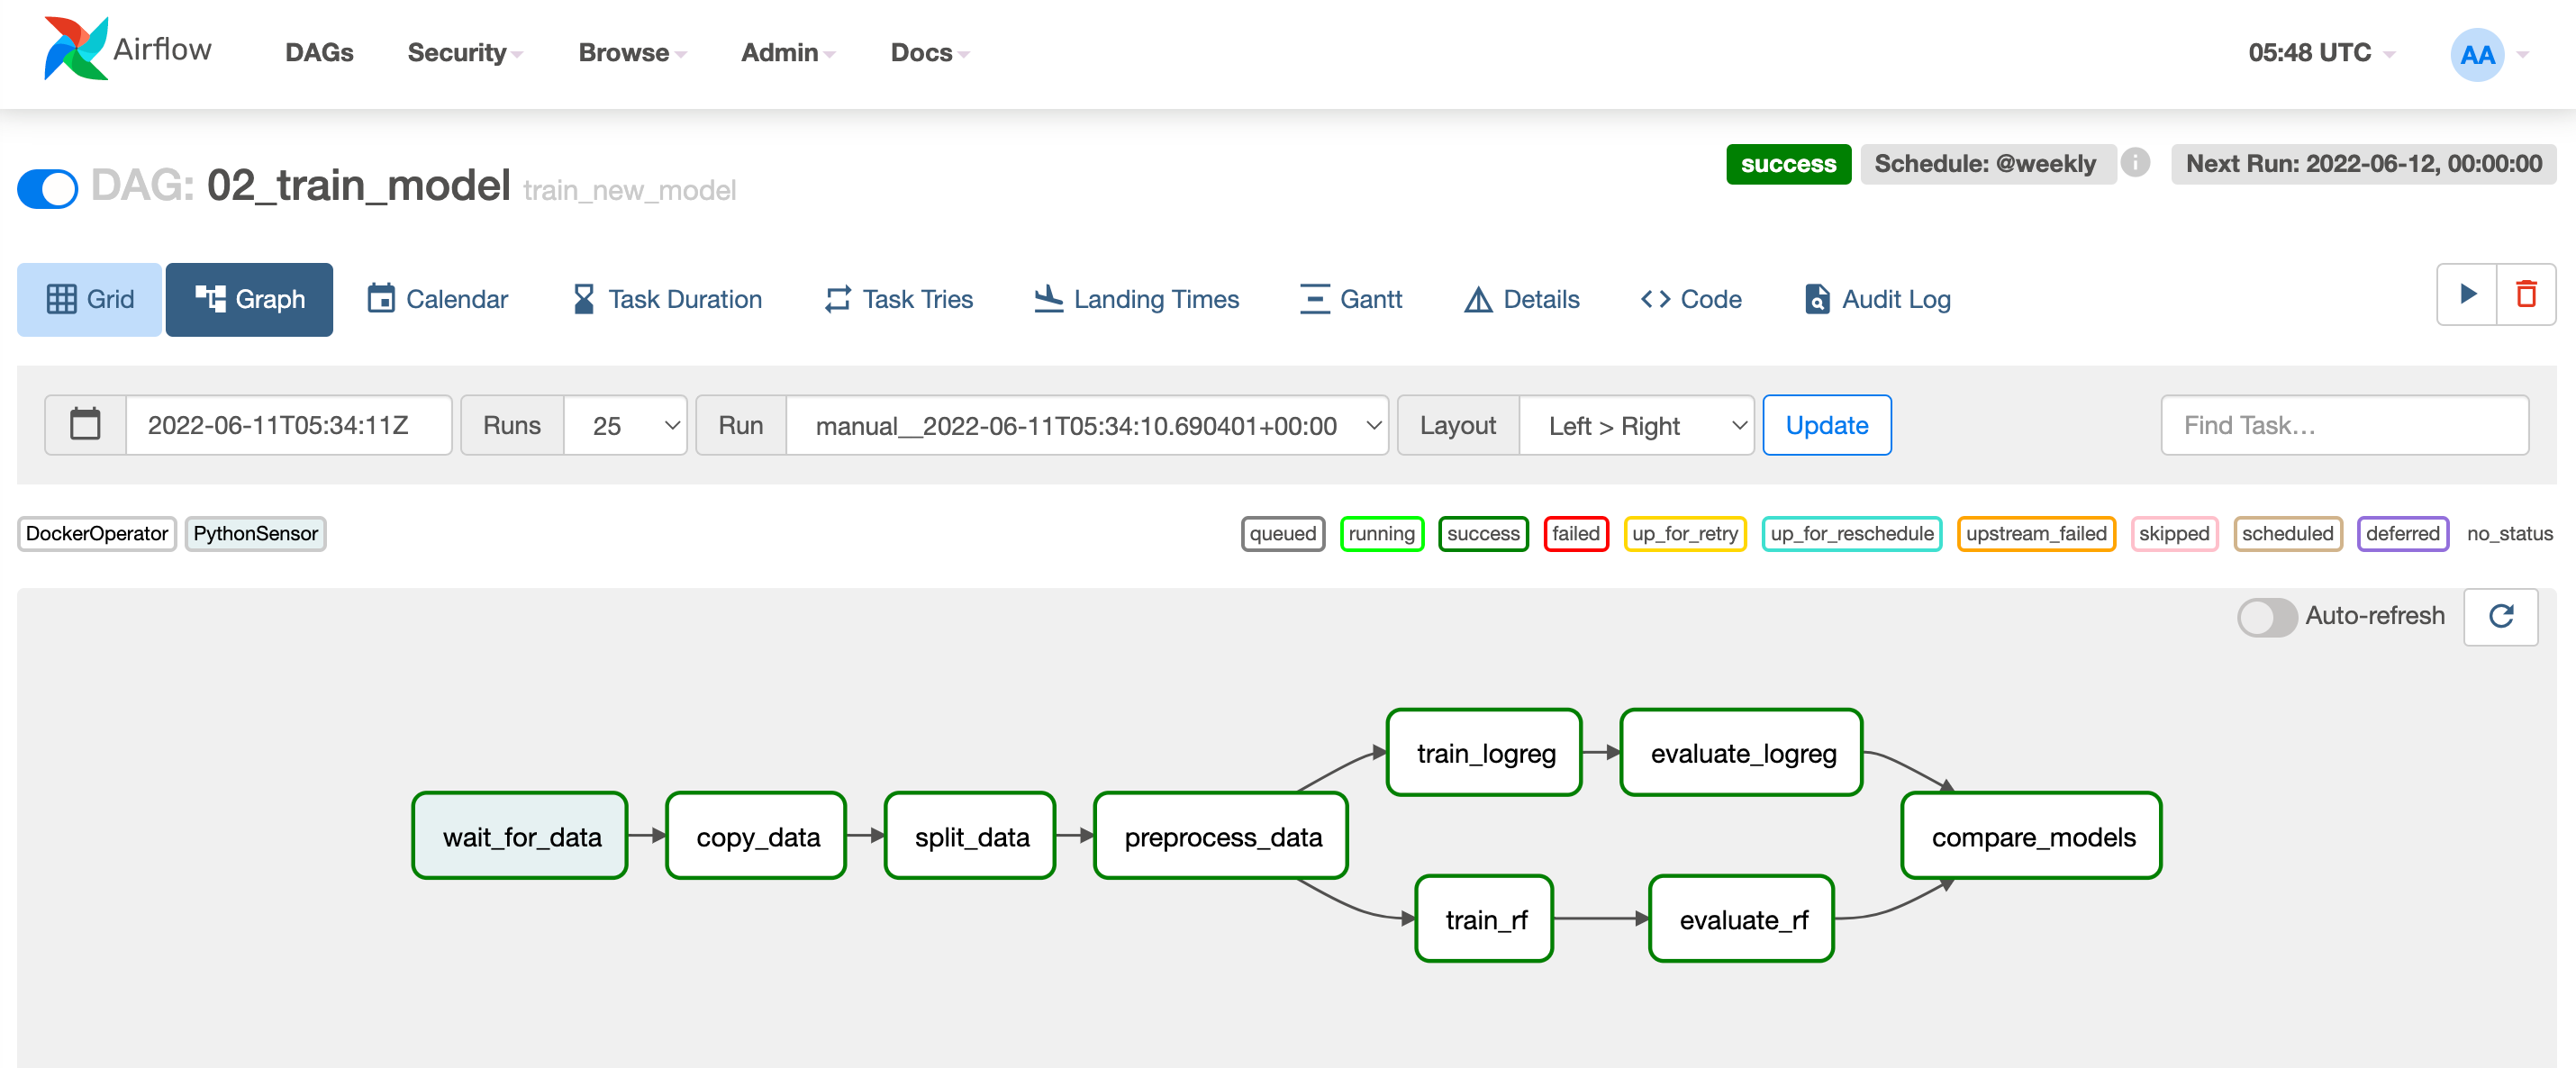 Airflow DAGs Security Browse Admin Docs 05:48 UTC AA
success Schedule: @weekly i Next Run: 2022-06-12, 00:00:00
DAG: 02_train_model train_new_model
Grid Graph Calendar Task Duration Task Tries Landing Times Gantt Details Code Audit Log
2022-06-11T05:34:11Z Runs 25 Run manual__2022-06-11T05:34:10.690401+00:00 Layout Left > Right Update Find Task...
DockerOperator PythonSensor queued running success failed up_for_retry up_for_reschedule upstream_failed skipped scheduled deferred no_status
Auto-refresh
train_logreg evaluate_logreg
wait_for_data copy_data split_data preprocess_data compare_models
train_rf evaluate_rf